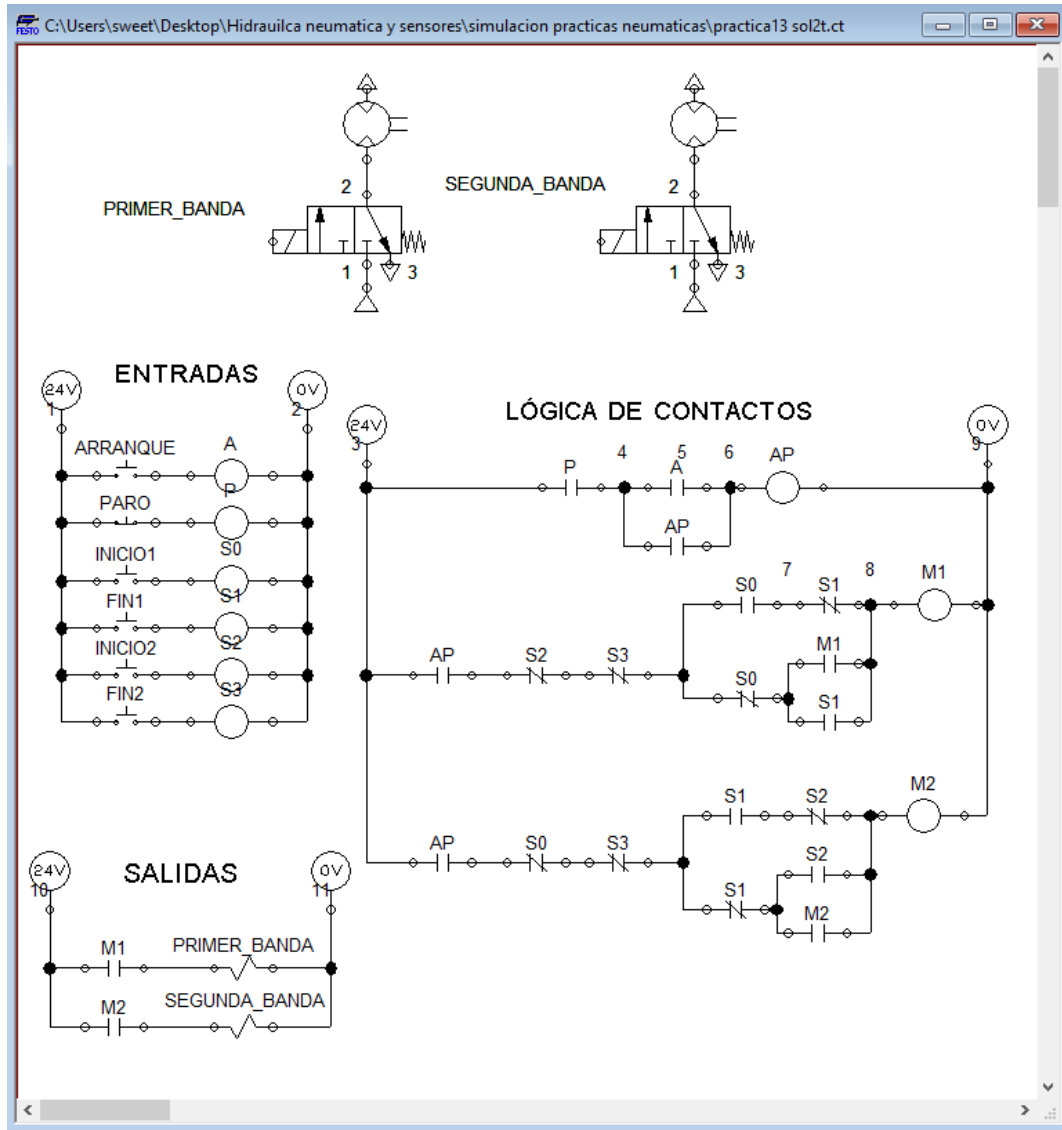 FESTO C:\Users\sweet\Desktop\Hidrauilca neumatica y sensores\simulacion practicas neumaticas\practica13 sol2t.ct
PRIMER_BANDA
2
1
3
SEGUNDA_BANDA
2
1
3
ENTRADAS
24V
1
0V
2
ARRANQUE
A
PARO
P
INICIO1
S0
FIN1
S1
INICIO2
S2
FIN2
S3
LÓGICA DE CONTACTOS
24V
3
0V
9
P
4
A
5
6
AP
AP
S0
7
S1
8
M1
AP
S2
S3
M1
S0
S1
S1
S2
M2
AP
S0
S3
S2
S1
M2
SALIDAS
24V
10
0V
11
M1
PRIMER_BANDA
M2
SEGUNDA_BANDA